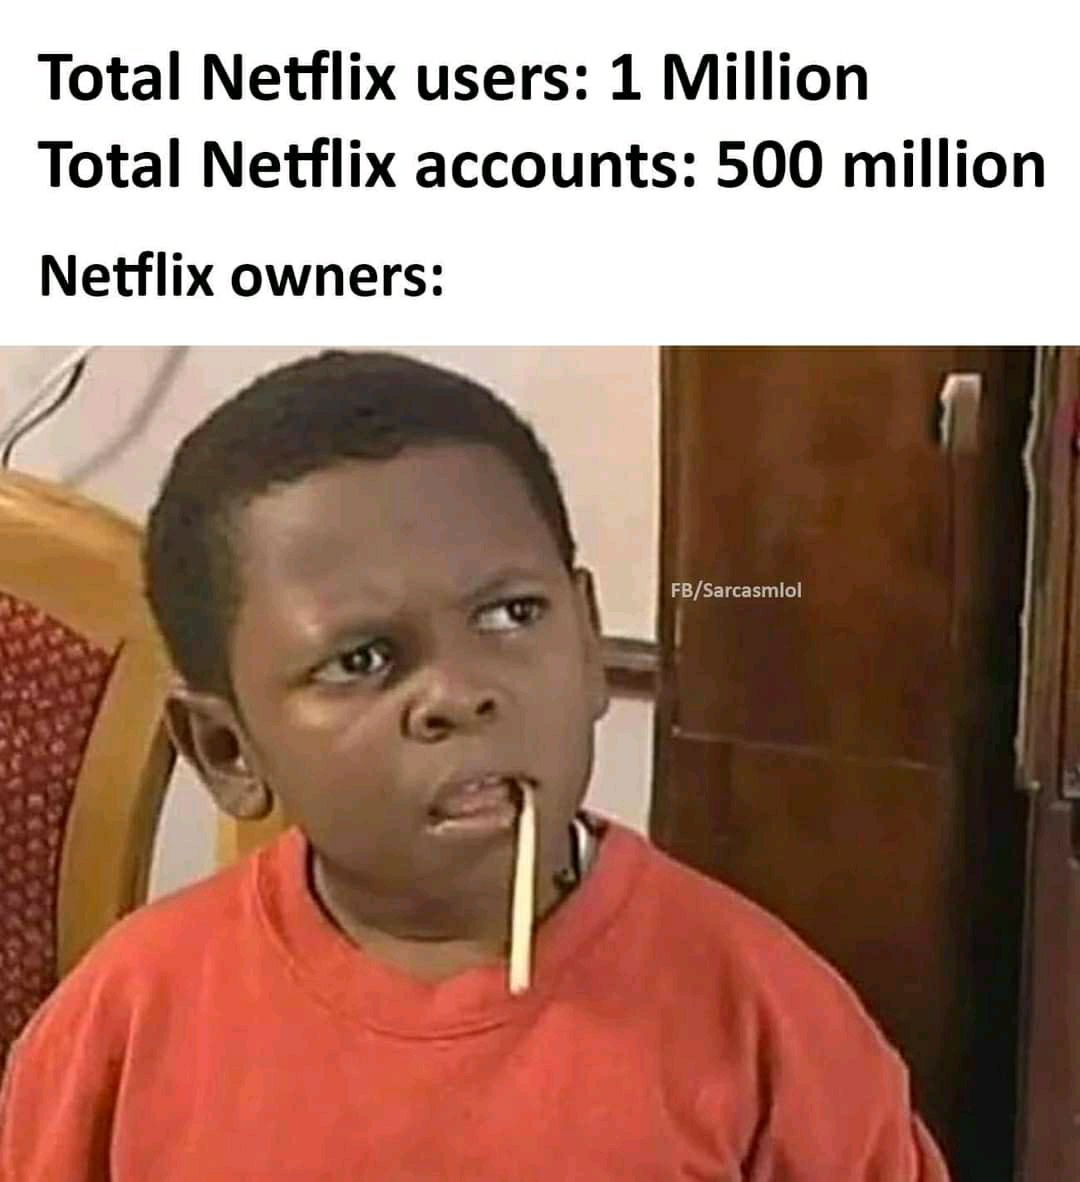 Total Netflix users: 1 Million
Total Netflix accounts: 500 million
Netflix owners:
FB/Sarcasmlol